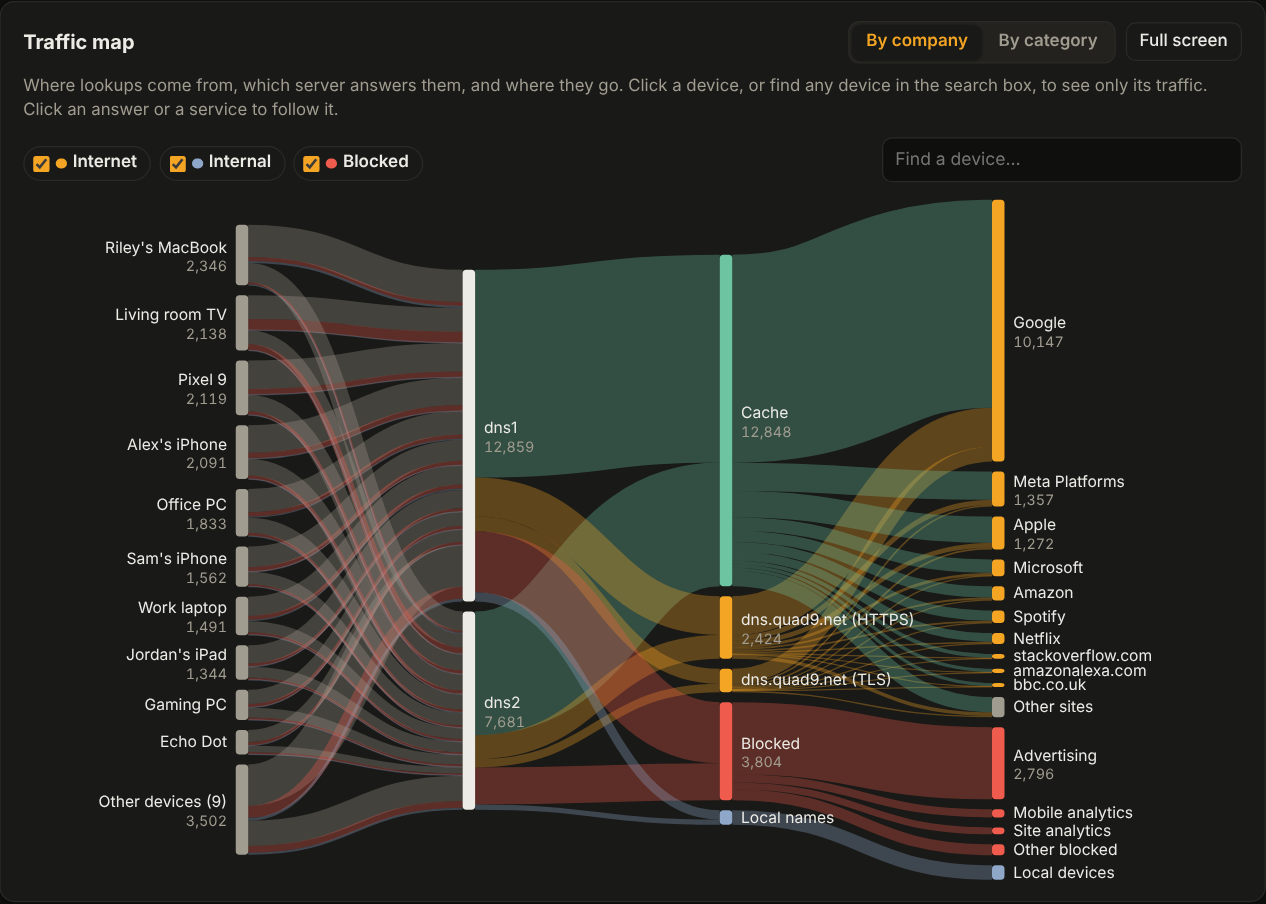 Traffic map
By company
By category
Full screen
Where lookups come from, which server answers them, and where they go. Click a device, or find any device in the search box, to see only its traffic.
Click an answer or a service to follow it.
Internet
Internal
Blocked
Find a device...
Riley's MacBook
2,346
Living room TV
2,138
Pixel 9
2,119
Alex's iPhone
2,091
Office PC
1,833
Sam's iPhone
1,562
Work laptop
1,491
Jordan's iPad
1,344
Gaming PC
Echo Dot
Other devices (9)
3,502
dns1
12,859
dns2
7,681
Cache
12,848
dns.quad9.net (HTTPS)
2,424
dns.quad9.net (TLS)
Blocked
3,804
Local names
Google
10,147
Meta Platforms
1,357
Apple
1,272
Microsoft
Amazon
Spotify
Netflix
stackoverflow.com
amazonalexa.com
bbc.co.uk
Other sites
Advertising
2,796
Mobile analytics
Site analytics
Other blocked
Local devices